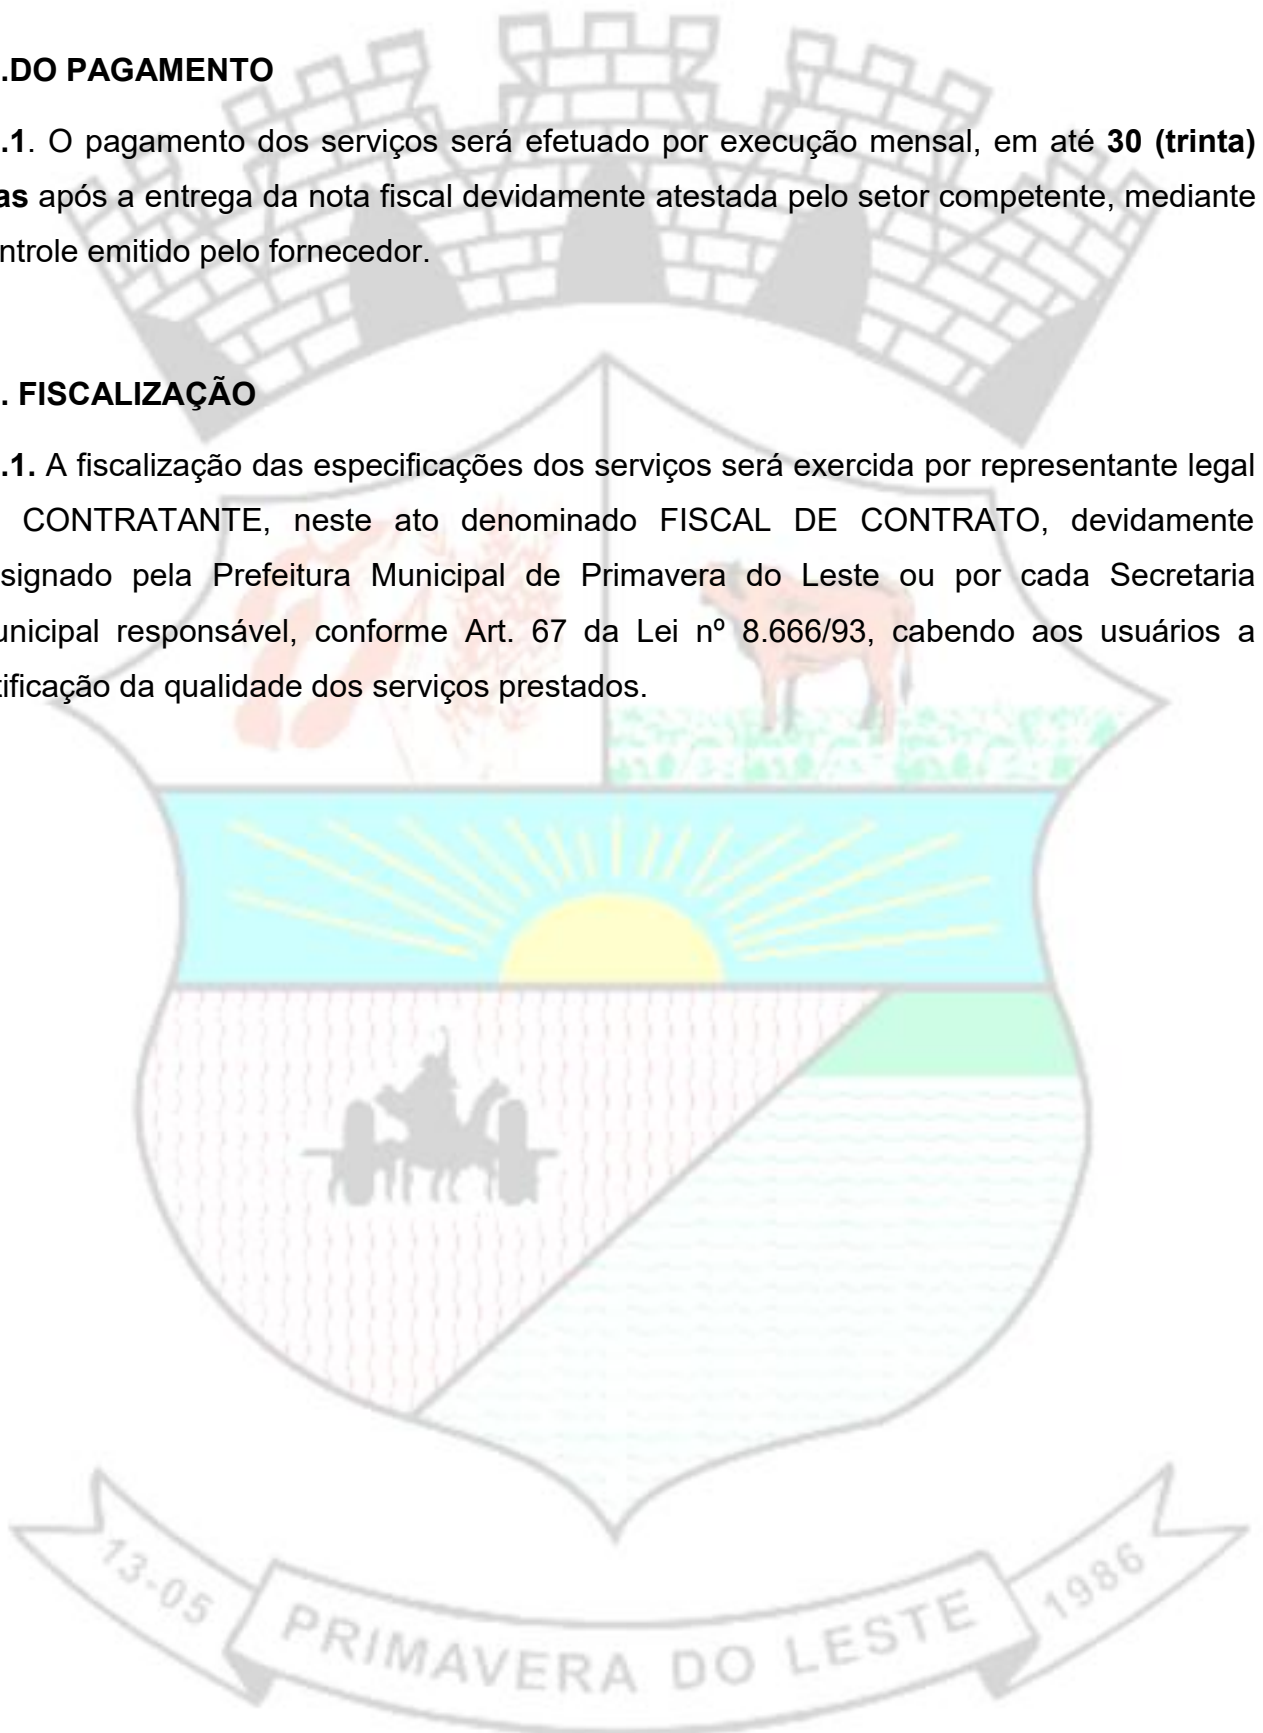 .DO PAGAMENTO
.1. O pagamento dos serviços será efetuado por execução mensal, em até 30 (trinta)
as após a entrega da nota fiscal devidamente atestada pelo setor competente, mediante
ntrole emitido pelo fornecedor.
. FISCALIZAÇÃO
.1. A fiscalização das especificações dos serviços será exercida por representante legal
CONTRATANTE, neste ato denominado FISCAL DE CONTRATO, devidamente
signado pela Prefeitura Municipal de Primavera do Leste ou por cada Secretaria
unicipal responsável, conforme Art. 67 da Lei nº 8.666/93, cabendo aos usuários a
tificação da qualidade dos serviços prestados.
13-05 PRIMAVERA DO LESTE 1986